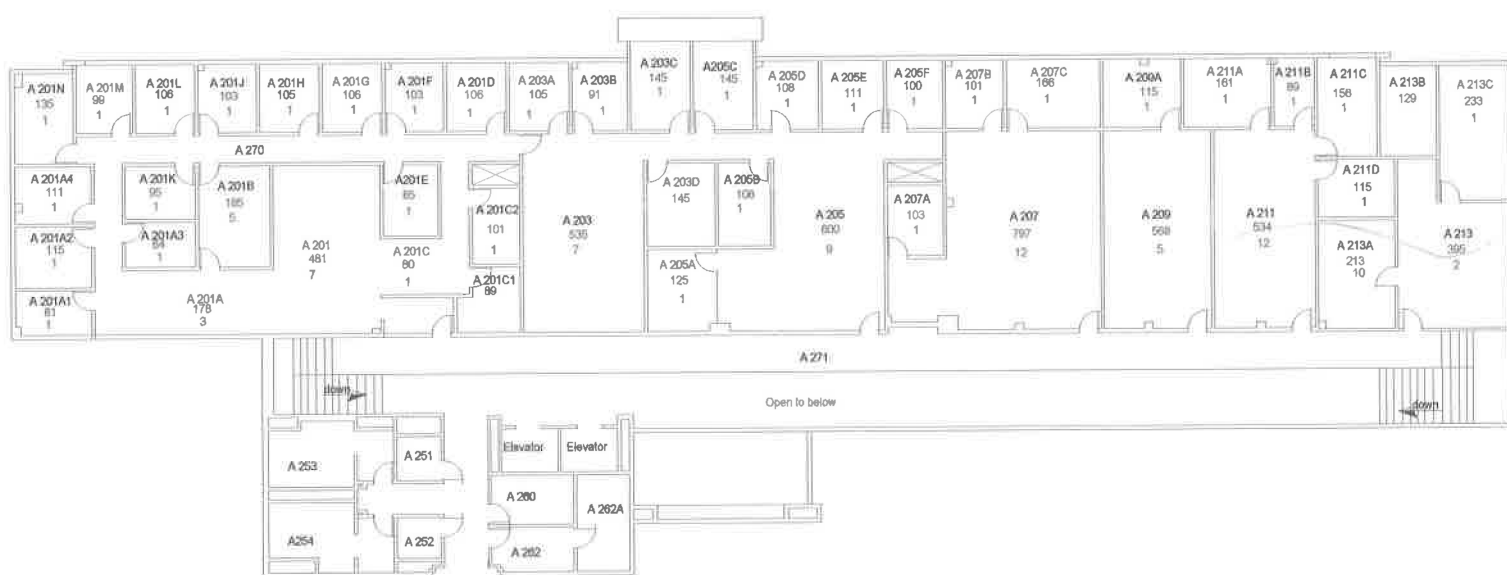 A 201N
135
1
A 201M
99
1
A 201L
106
1
A 201J
103
1
A 201H
105
1
A 201G
106
1
A 201F
103
1
A 201D
106
1
A 203A
105
1
A 203B
91
1
A 203C
145
1
A 205C
145
1
A 205D
108
1
A 205E
111
1
A 205F
100
1
A 207B
101
1
A 207C
166
1
A 209A
115
1
A 211A
161
1
A 211B
89
1
A 211C
156
1
A 213B
129
A 213C
233
1
A 270
A 201A4
111
1
A 201K
95
1
A 201B
185
5
A 201E
65
1
A 201C2
101
1
A 203D
145
A 205B
108
1
A 207A
103
1
A 211D
115
1
A 201A2
115
1
A 201A3
64
1
A 201
481
7
A 201C
80
1
A 203
535
7
A 205
600
9
A 207
797
12
A 209
568
5
A 211
534
12
A 213A
213
10
A 213
395
2
A 201A1
61
1
A 201A
178
3
A 201C1
89
A 205A
125
1
A 271
down
Open to below
down
A 253
A 251
Elevator
Elevator
A 260
A 262A
A254
A 252
A 262